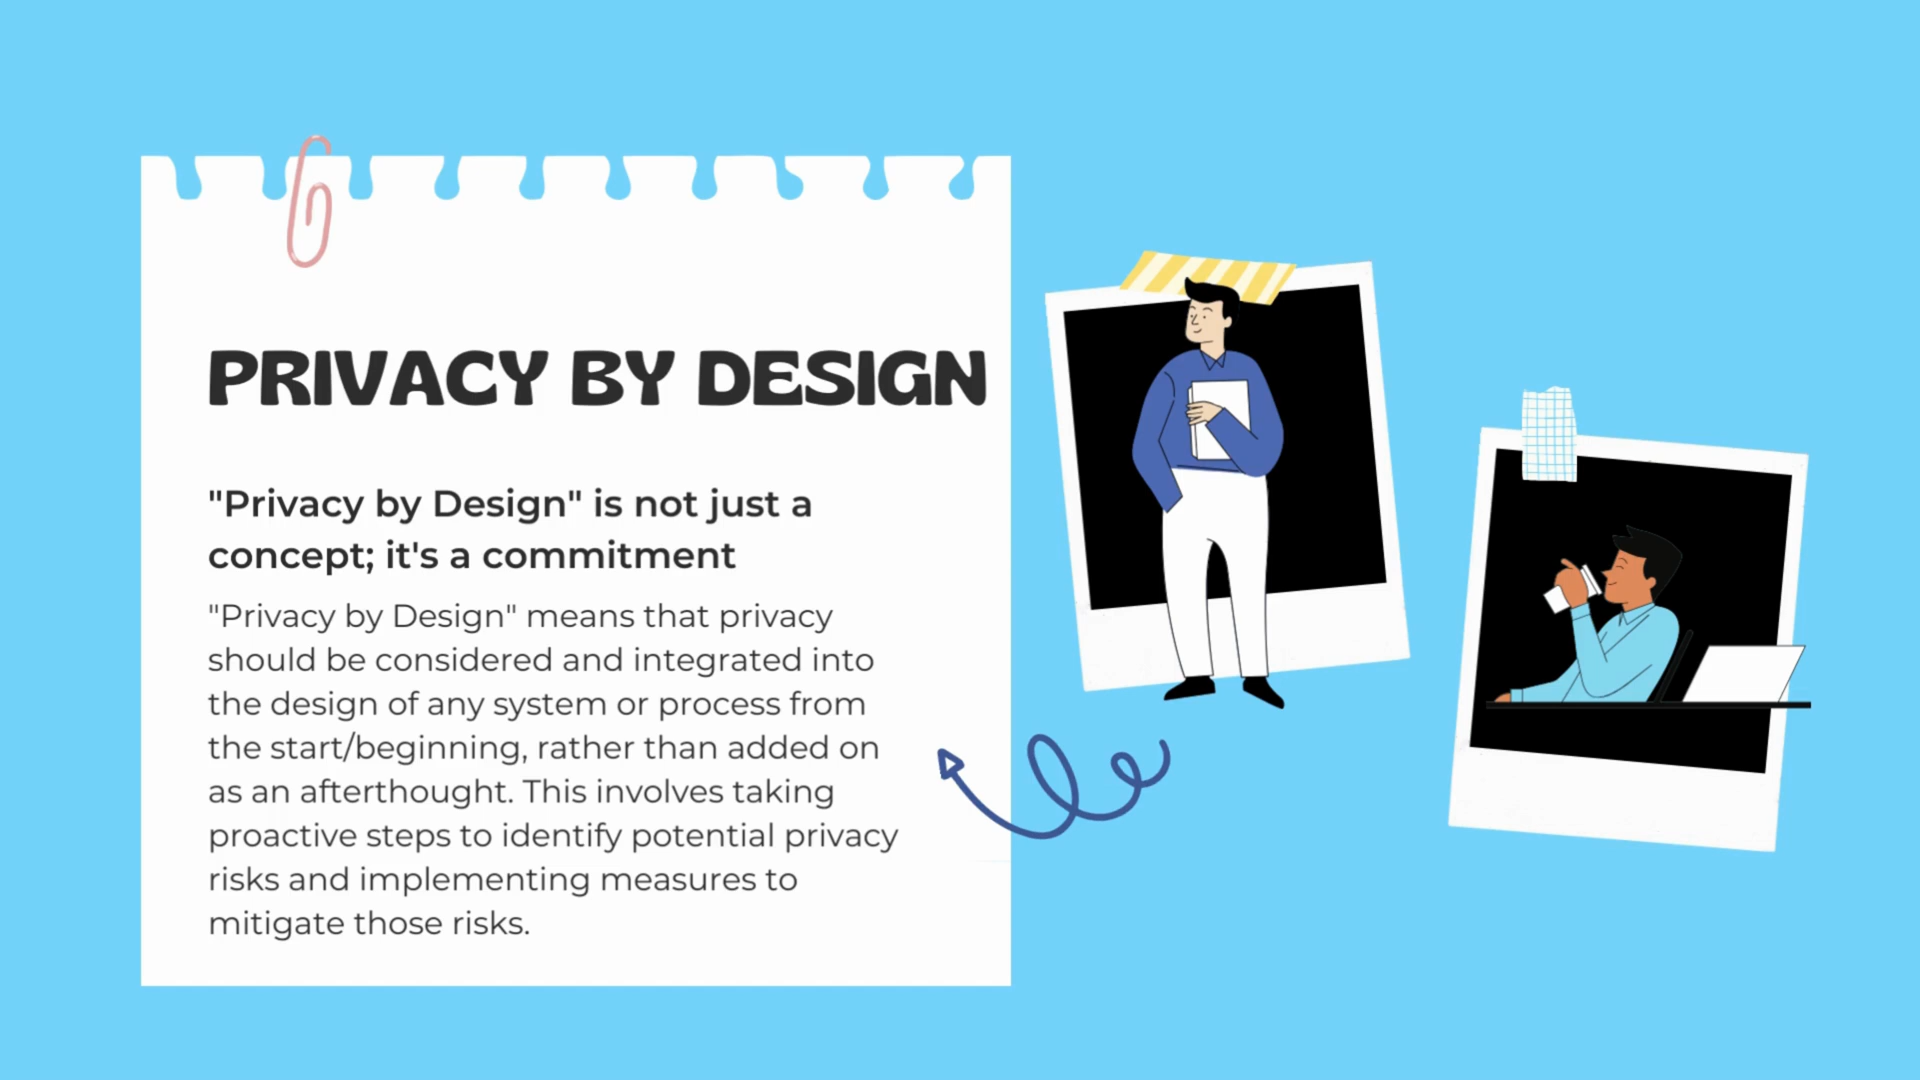 PRIVACY BY DESIGN
"Privacy by Design" is not just a
concept; it's a commitment
"Privacy by Design" means that privacy
should be considered and integrated into
the design of any system or process from
the start/beginning, rather than added on
as an afterthought. This involves taking
proactive steps to identify potential privacy
risks and implementing measures to
mitigate those risks.